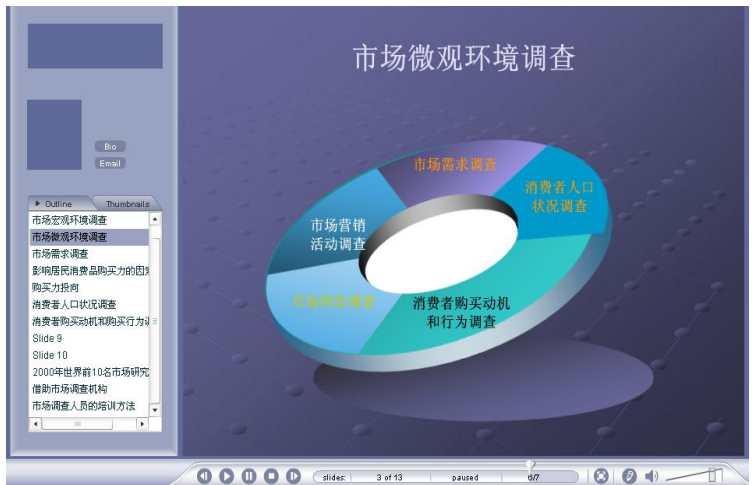 市场微观环境调查
Bio
Email
Outline
Thumbnails
市场宏观环境调查
市场微观环境调查
市场需求调查
影响居民消费品购买力的因
购买力投向
消费者人口状况调查
消费者购买动机和购买行为
Slide 9
Slide 10
2000年世界前10名市场研究
借助市场调查机构
市场调查人员的培训方法
市场需求调查
消费者人口
状况调查
市场营销
活动调查
市场供给调查
消费者购买动机
和行为调查
slides: 3 of 13 paused 6/7